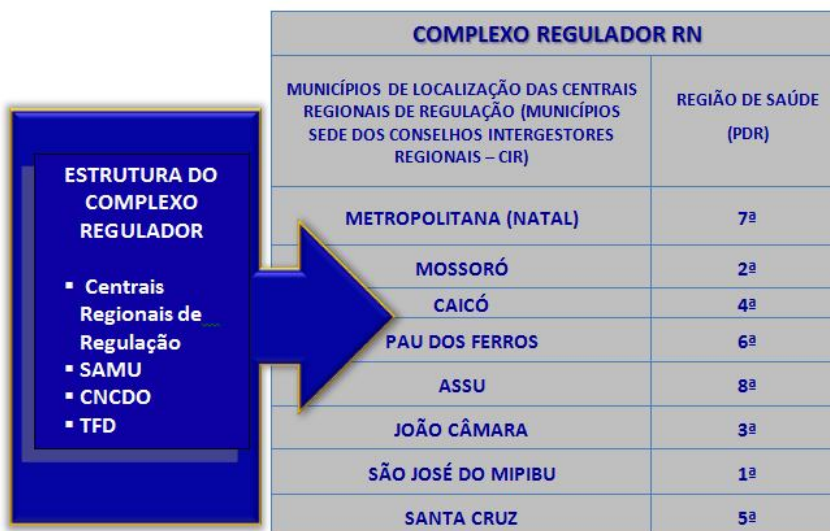 COMPLEXO REGULADOR RN
MUNICÍPIOS DE LOCALIZAÇÃO DAS CENTRAIS
REGIONAIS DE REGULAÇÃO (MUNICÍPIOS
SEDE DOS CONSELHOS INTERGESTORES
REGIONAIS – CIR)
REGIÃO DE SAÚDE
(PDR)
ESTRUTURA DO
COMPLEXO
REGULADOR
▪ Centrais
Regionais de
Regulação
▪ SAMU
▪ CNCDO
▪ TFD
METROPOLITANA (NATAL) 7ª
MOSSORÓ 2ª
CAICÓ 4ª
PAU DOS FERROS 6ª
ASSU 8ª
JOÃO CÂMARA 3ª
SÃO JOSÉ DO MIPIBU 1ª
SANTA CRUZ 5ª